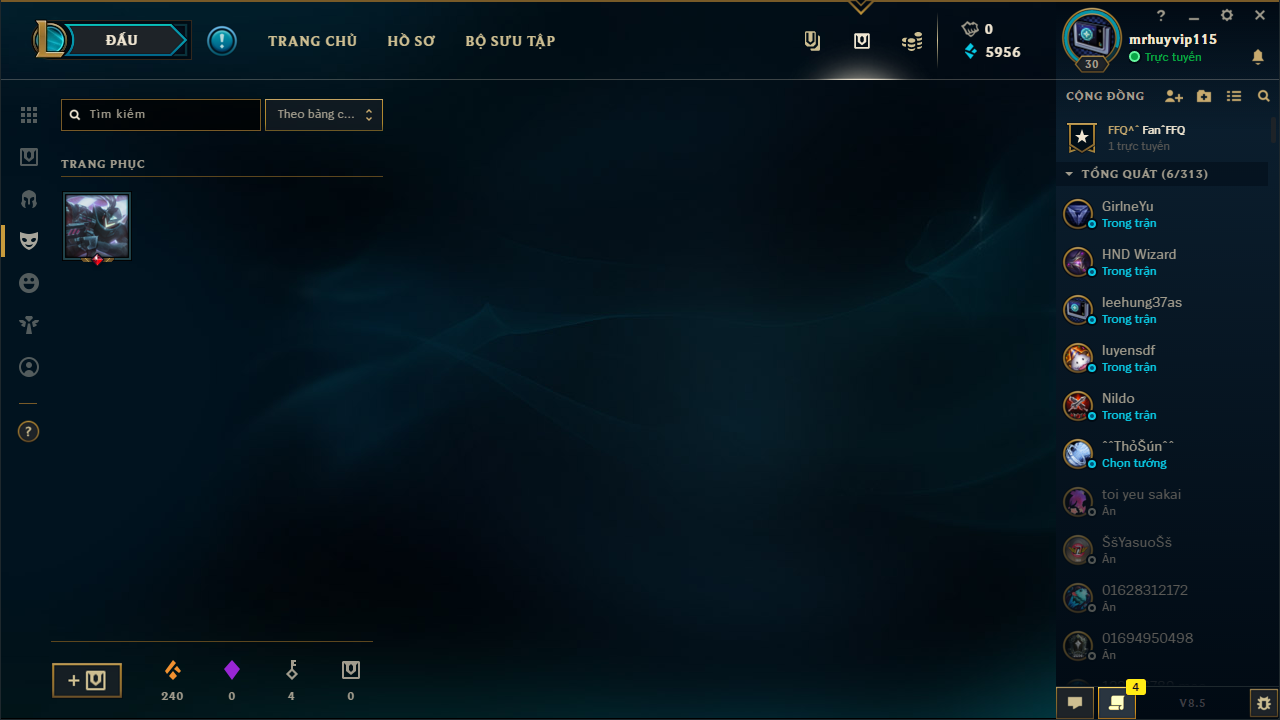 ĐẤU
TRANG CHỦ
HỒ SƠ
BỘ SƯU TẬP
0
5956
30
?
mrhuyvip115
Trực tuyến
Tìm kiếm
Theo bảng c...
TRANG PHỤC
?
240
0
4
0
CỘNG ĐỒNG
FFQ^ˆ FanˆFFQ
1 trực tuyến
TỔNG QUÁT (6/313)
GirlneYu
Trong trận
HND Wizard
Trong trận
leehung37as
Trong trận
luyensdf
Trong trận
Nildo
Trong trận
ˆˆThỏŠúnˆˆ
Chọn tướng
toi yeu sakai
Ẩn
ŠšYasuoŠš
Ẩn
01628312172
Ẩn
01694950498
Ẩn
4
V8.5